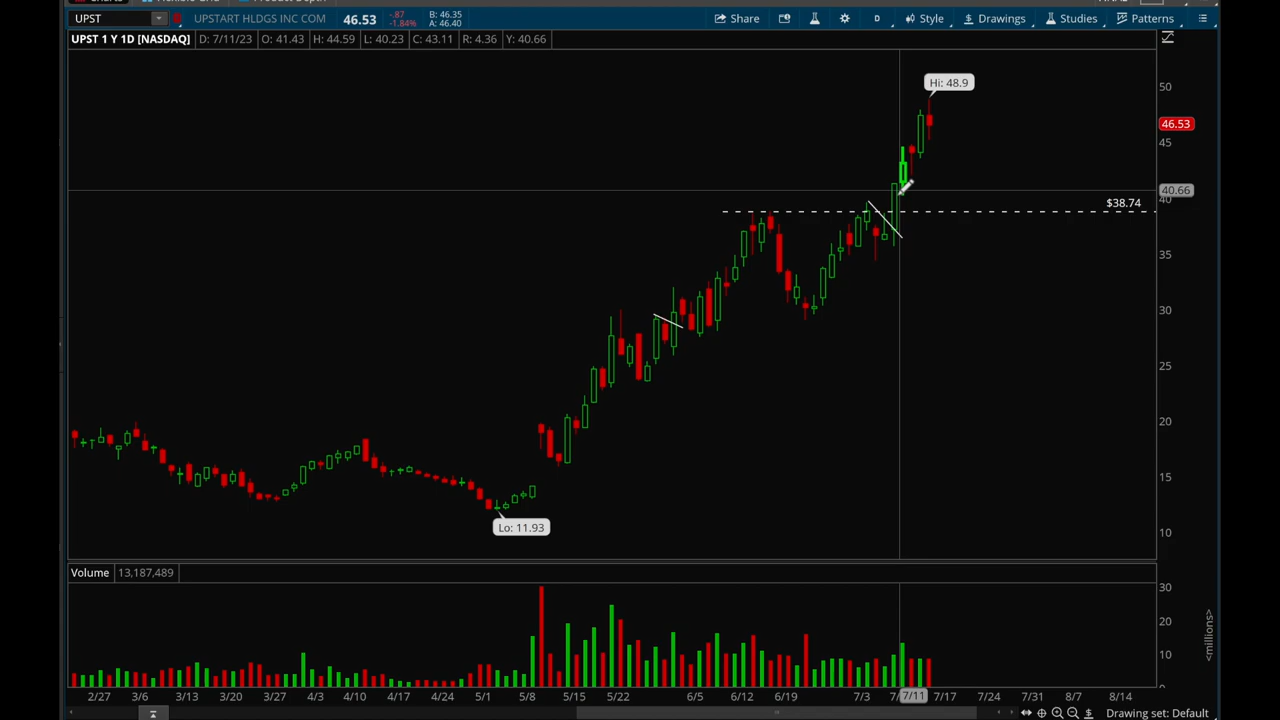 UPST
UPSTART HLDGS INC COM
46.53
-.87
-1.84%
B: 46.35
A: 46.40
Share
D
Style
Drawings
Studies
Patterns
UPST 1 Y 1D [NASDAQ]
D: 7/11/23
O: 41.43
H: 44.59
L: 40.23
C: 43.11
R: 4.36
Y: 40.66
Hi: 48.9
50
46.53
45
40.66
40
$38.74
35
30
25
20
15
10
Lo: 11.93
Volume
13,187,489
30
20
10
<millions>
2/27
3/6
3/13
3/20
3/27
4/3
4/10
4/17
4/24
5/1
5/8
5/15
5/22
6/5
6/12
6/19
7/3
7/11
7/17
7/24
7/31
8/7
8/14
Drawing set: Default